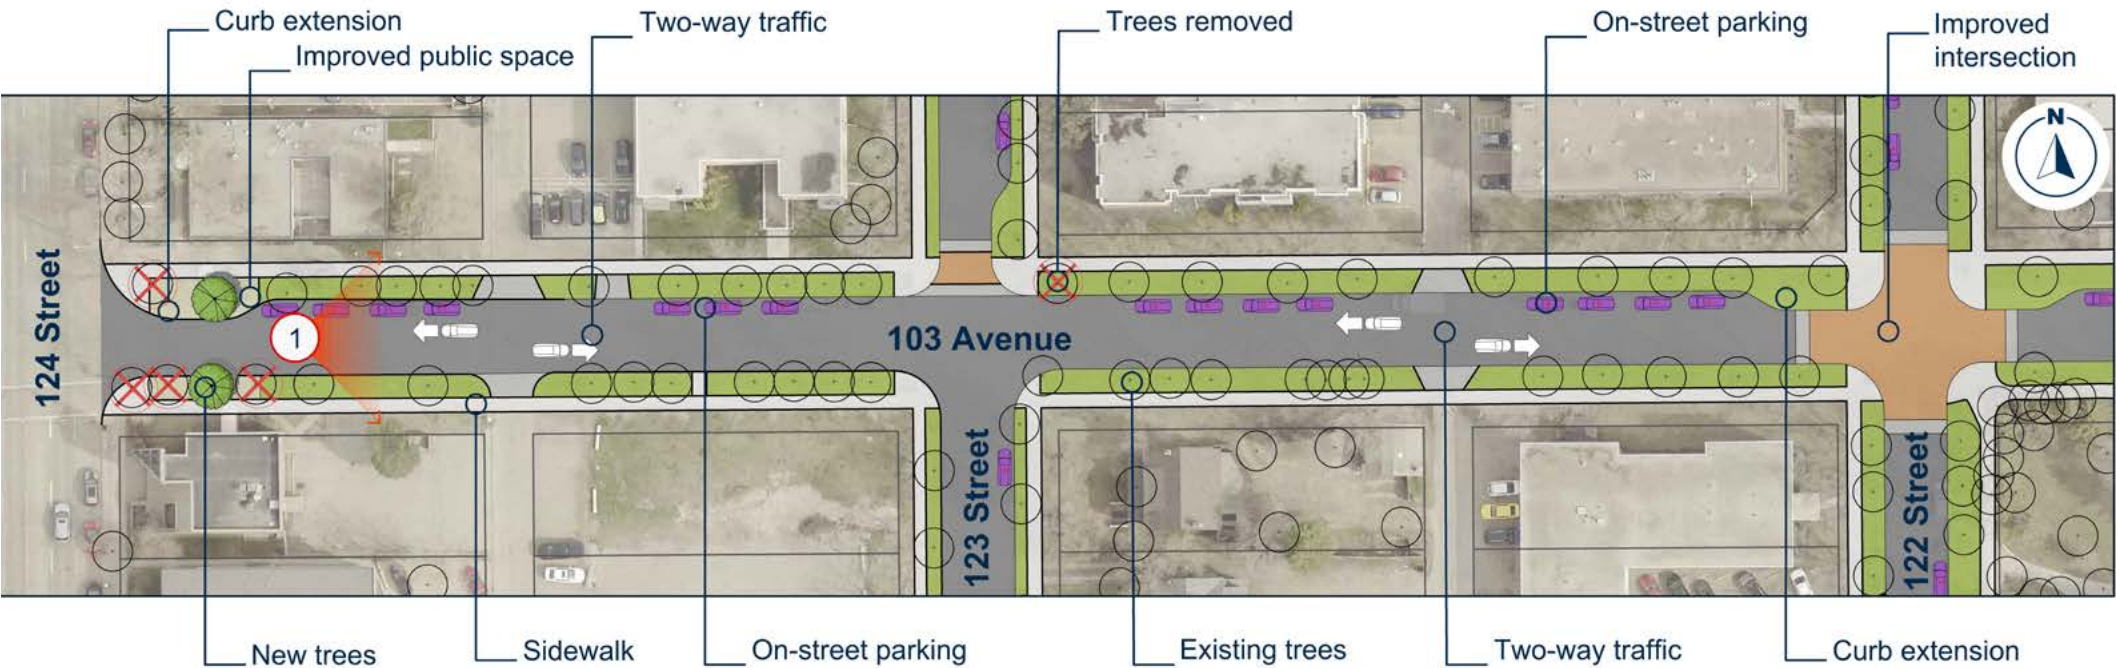 Curb extension
Improved public space
Two-way traffic
Trees removed
On-street parking
Improved
intersection
N
124 Street
1
103 Avenue
123 Street
122 Street
New trees
Sidewalk
On-street parking
Existing trees
Two-way traffic
Curb extension